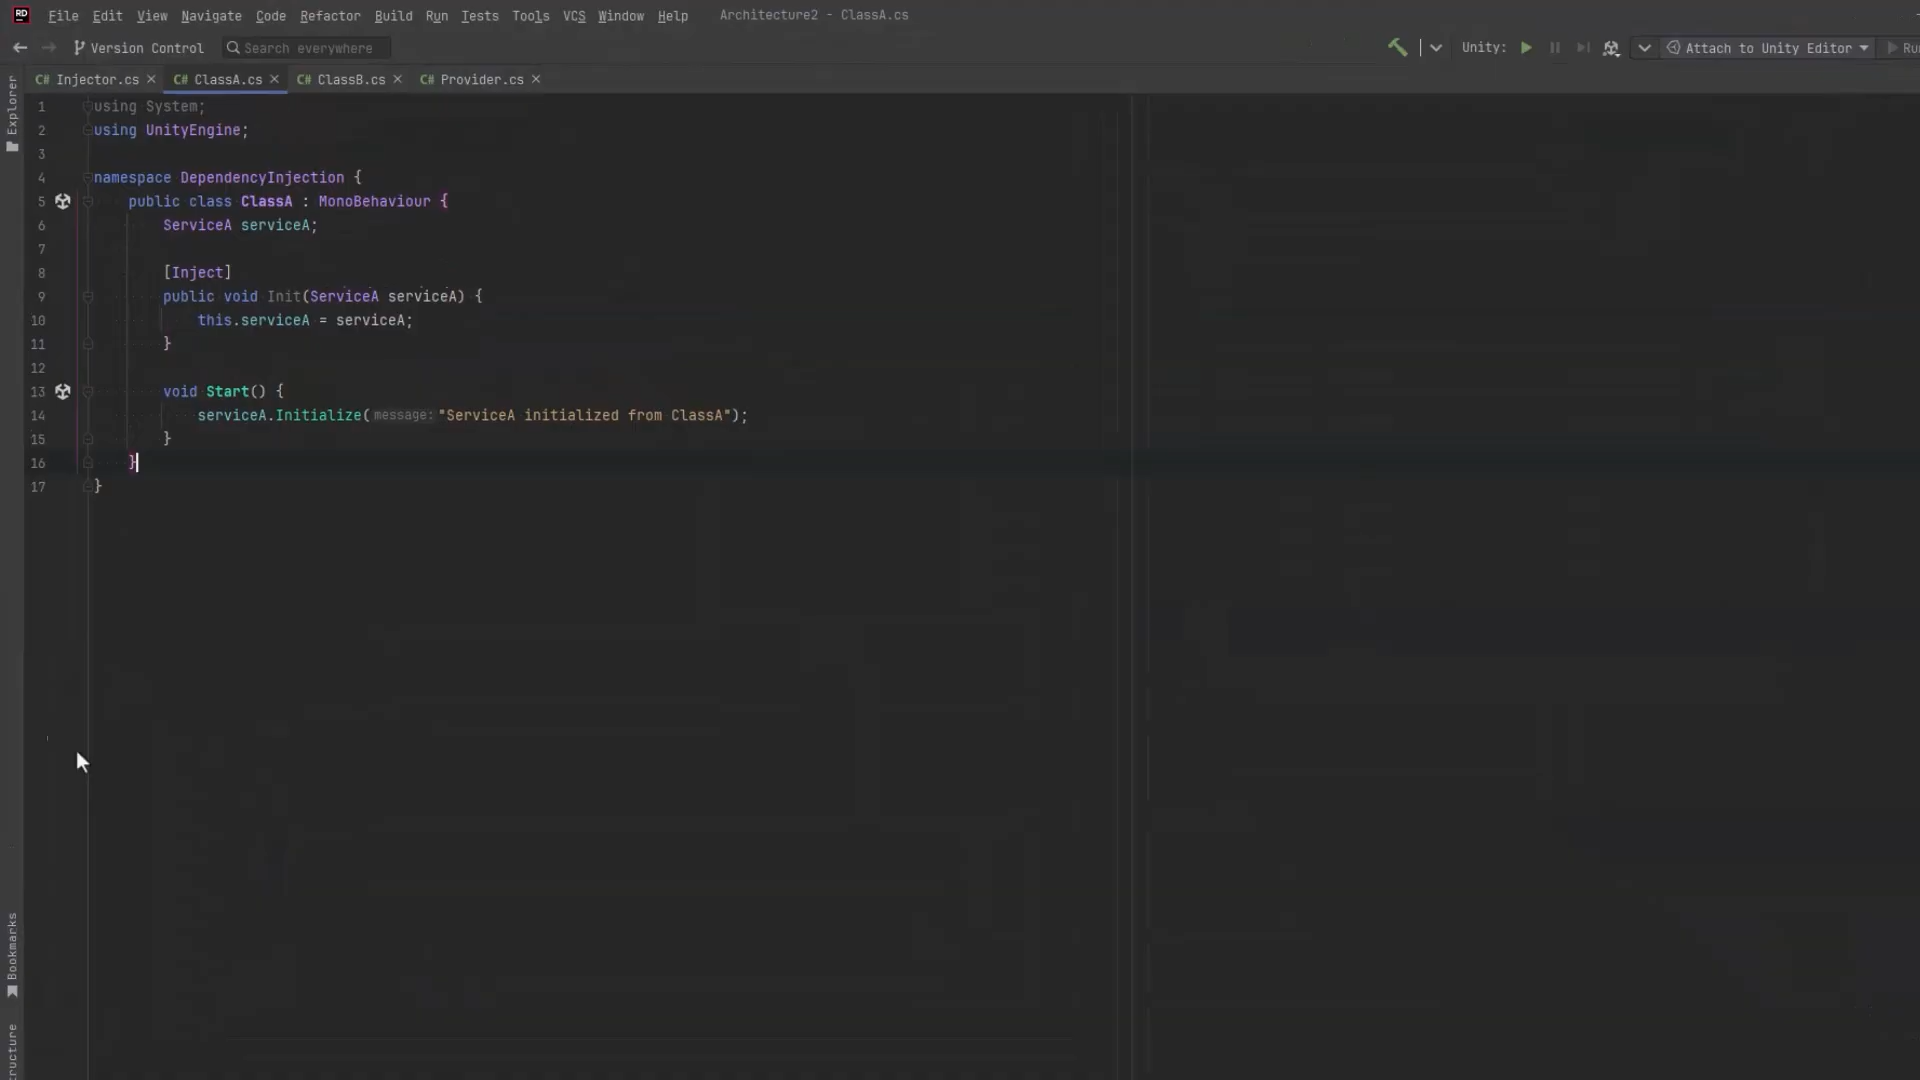 RD File Edit View Navigate Code Refactor Build Run Tests Tools VCS Window Help Architecture2 - ClassA.cs
Version Control Search everywhere Unity: Attach to Unity Editor
C# Injector.cs C# ClassA.cs C# ClassB.cs C# Provider.cs
Explorer
1 using System;
2 using UnityEngine;
3
4 namespace DependencyInjection {
5 public class ClassA : MonoBehaviour {
6 ServiceA serviceA;
7
8 [Inject]
9 public void Init(ServiceA serviceA) {
10 this.serviceA = serviceA;
11 }
12
13 void Start() {
14 serviceA.Initialize(message:"ServiceA initialized from ClassA");
15 }
16 }
17 }
Bookmarks